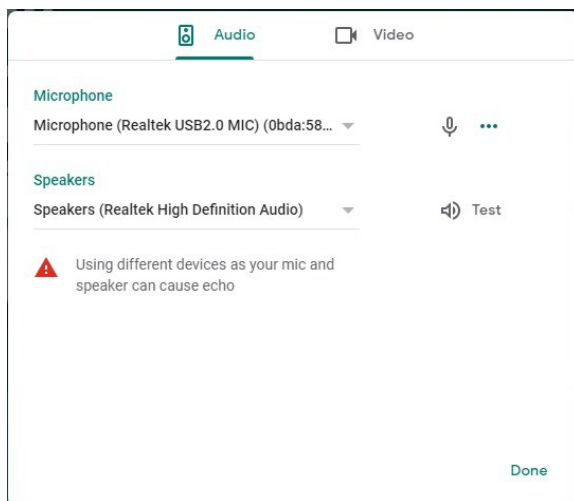 Audio
Video
Microphone
Microphone (Realtek USB2.0 MIC) (0bda:58...
Speakers
Speakers (Realtek High Definition Audio)
Test
Using different devices as your mic and
speaker can cause echo
Done